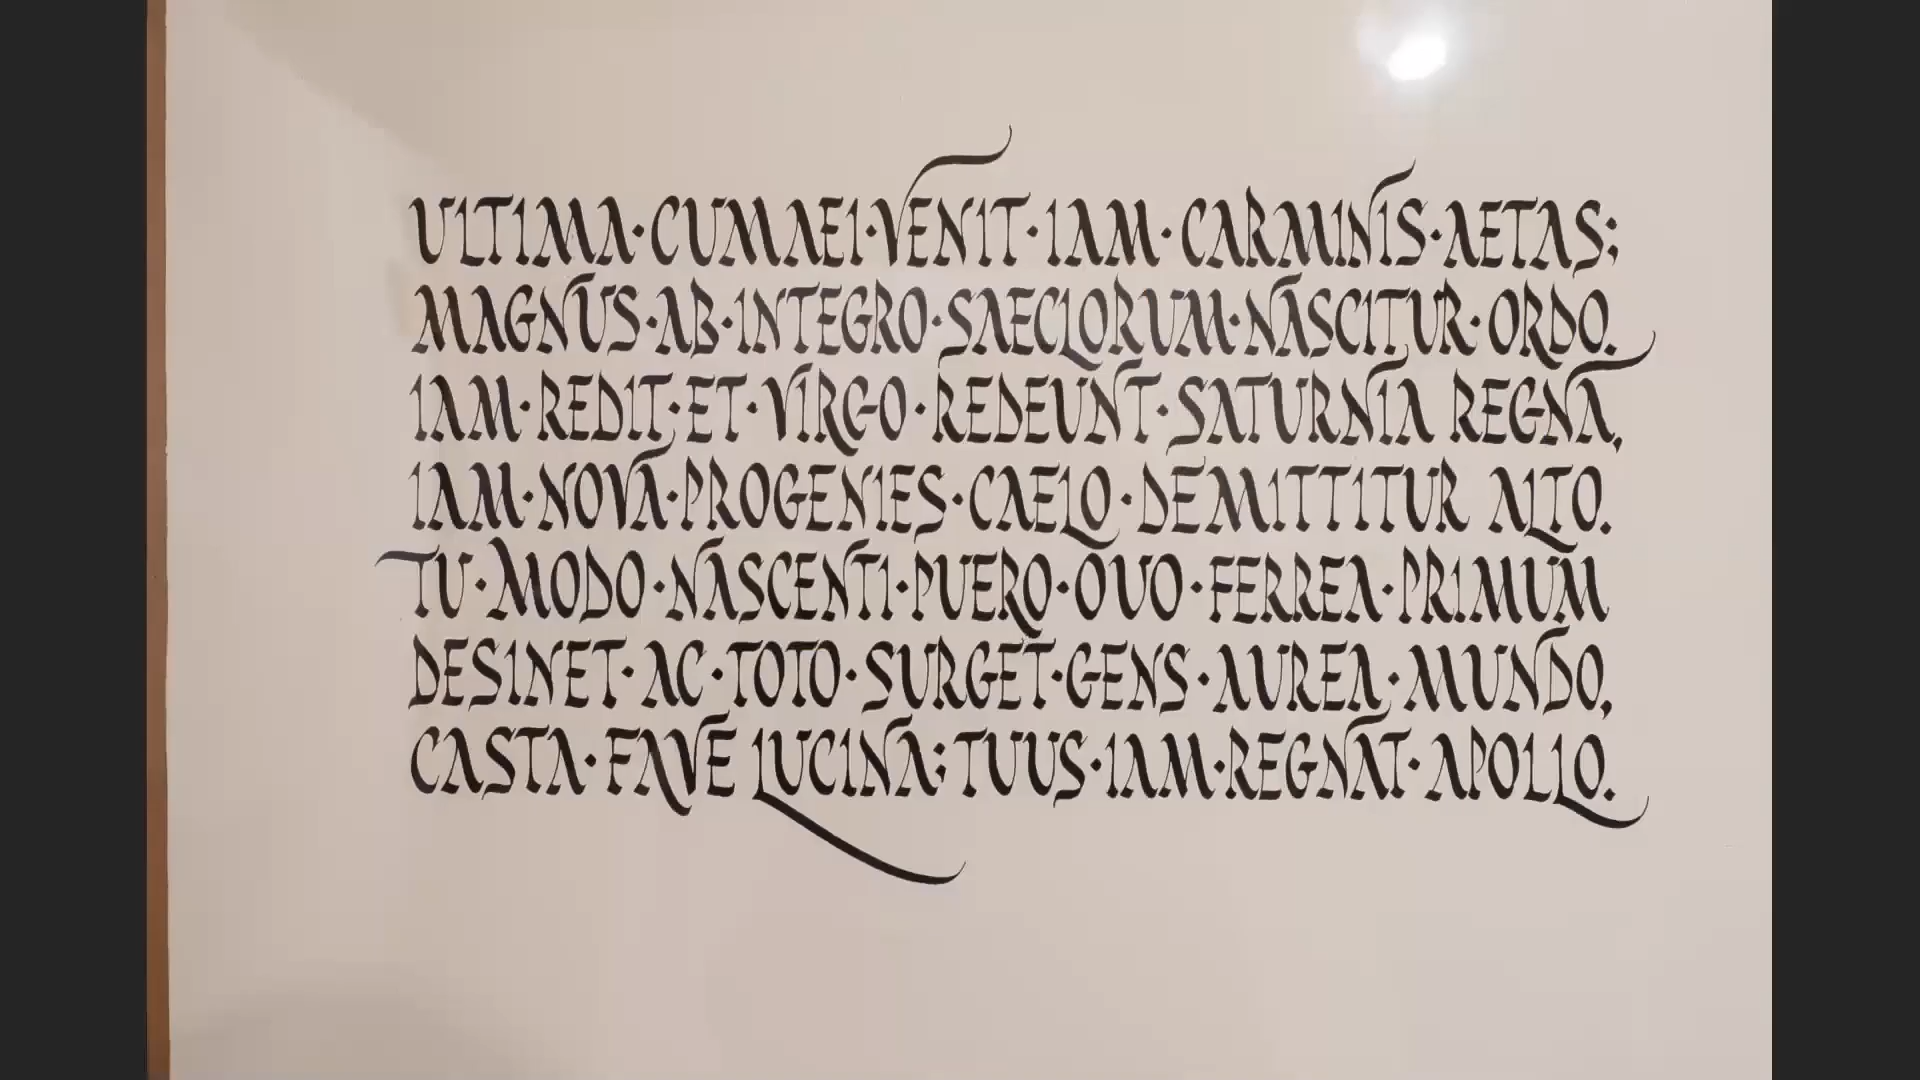 ULTIMA·CUMAEI·VENIT·IAM·CARMINIS·AETAS:
MAGNUS·AB·INTEGRO·SAECLORUM·NASCITUR·ORDO.
IAM·REDIT·ET·VIRGO·REDEUNT·SATURNIA REGNA,
IAM·NOVA·PROGENIES·CAELO·DEMITTITUR ALTO.
TU·MODO·NASCENTI·PUERO·QUO·FERREA·PRIMUM
DESINET·AC·TOTO·SURGET·GENS·AUREA·MUNDO,
CASTA·FAVE LUCINA:TUUS·IAM·REGNAT·APOLLO.